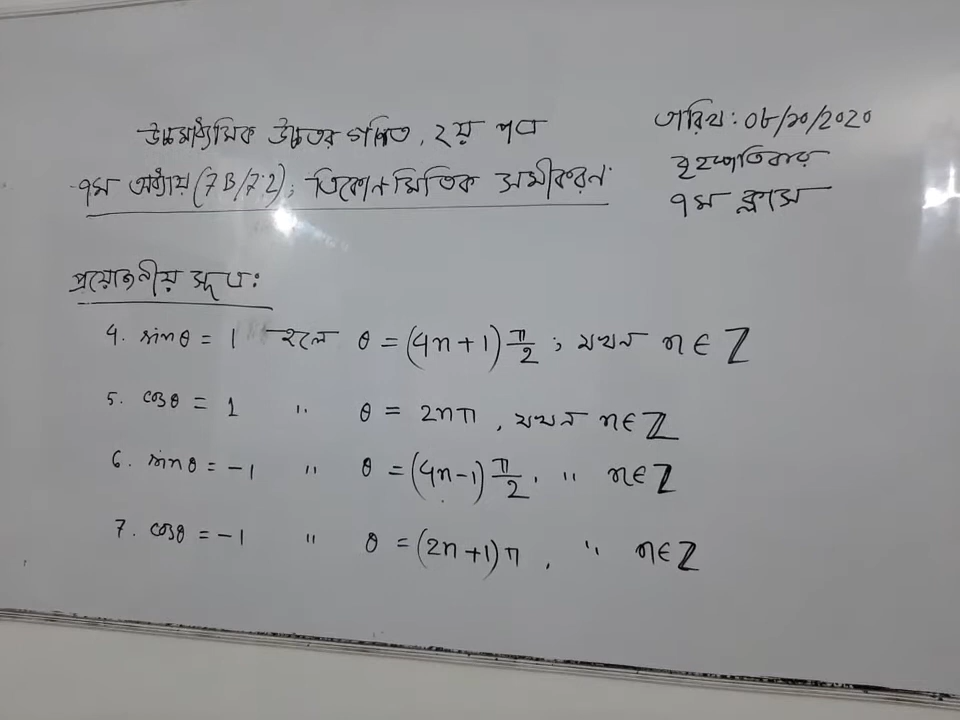 উচ্চমাধ্যমিক উচ্চতর গণিত, ২য় পত্র
৭ম অধ্যায় (7B/7.2); ত্রিকোনমিতিক সমীকরন
তারিখ: ০৮/১০/২০২০
বৃহস্পতিবার
৭ম ক্লাস
প্রয়োজনীয় সূত্র:
4. sinθ = 1 হলে θ = (4n+1) π/2 ; যখন n ∈ ℤ
5. cosθ = 1 " θ = 2nπ , যখন n ∈ ℤ
6. sinθ = -1 " θ = (4n-1) π/2 , " n ∈ ℤ
7. cosθ = -1 " θ = (2n+1)π , " n ∈ ℤ